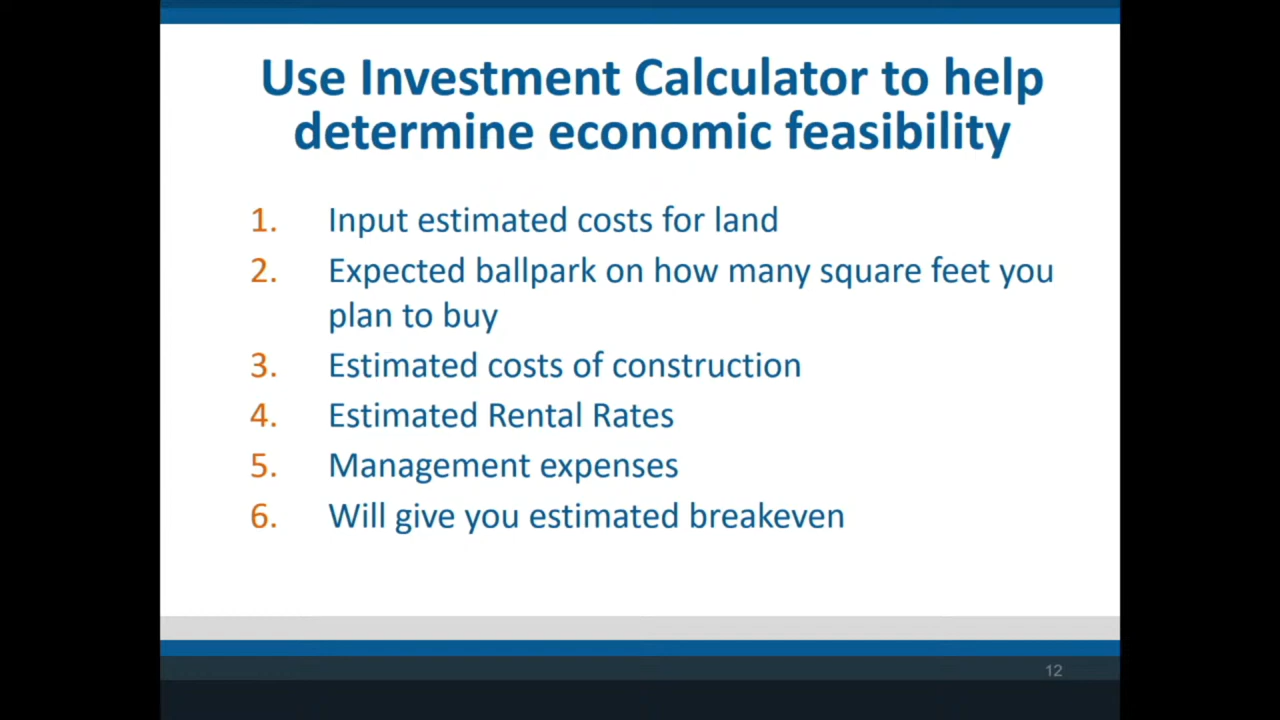 Use Investment Calculator to help
determine economic feasibility
1. Input estimated costs for land
2. Expected ballpark on how many square feet you
plan to buy
3. Estimated costs of construction
4. Estimated Rental Rates
5. Management expenses
6. Will give you estimated breakeven
12